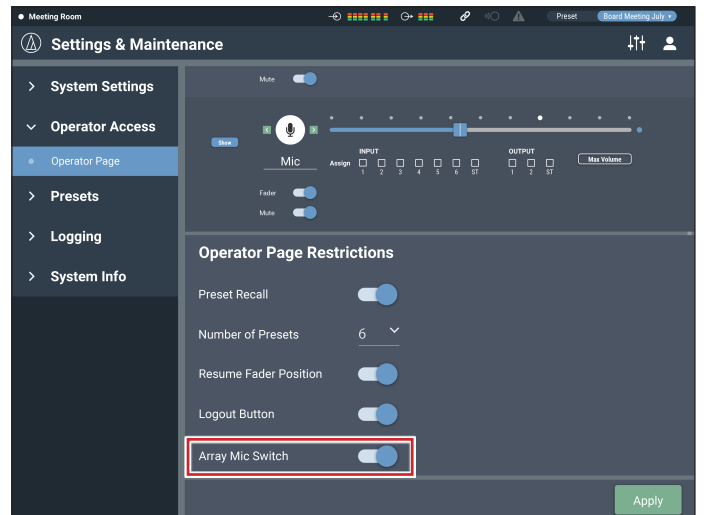 Meeting Room
Preset
Board Meeting July
Settings & Maintenance
System Settings
Operator Access
Operator Page
Presets
Logging
System Info
Mute
Show
Mic
INPUT
OUTPUT
Assign
1 2 3 4 5 6 ST
1 2 ST
Max Volume
Fader
Mute
Operator Page Restrictions
Preset Recall
Number of Presets 6
Resume Fader Position
Logout Button
Array Mic Switch
Apply